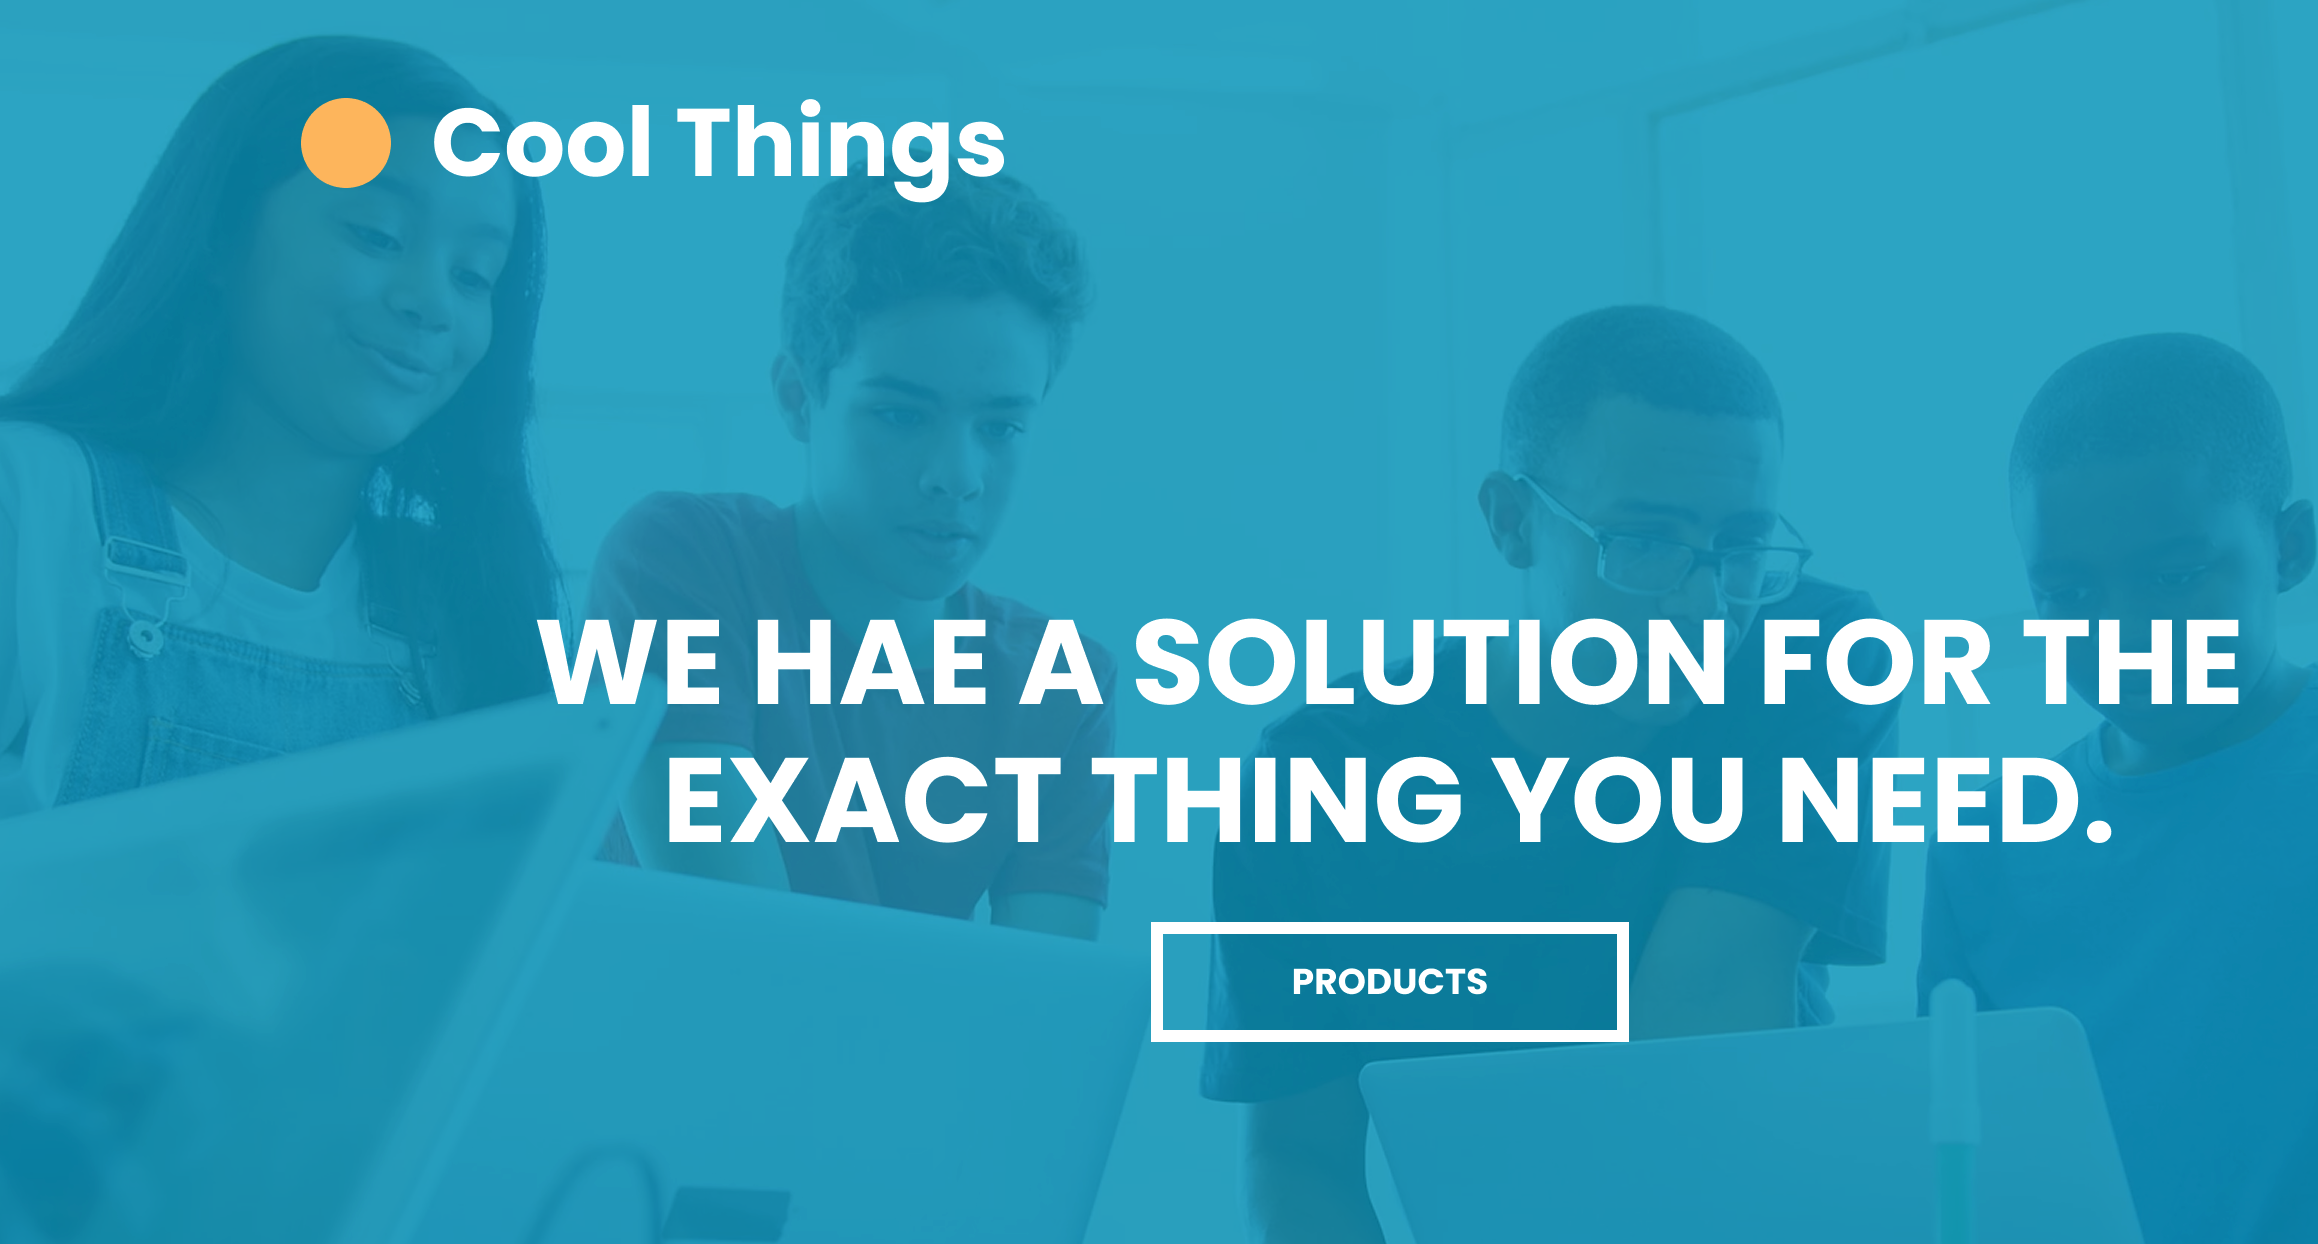 Cool Things
WE HAE A SOLUTION FOR THE
EXACT THING YOU NEED.
PRODUCTS